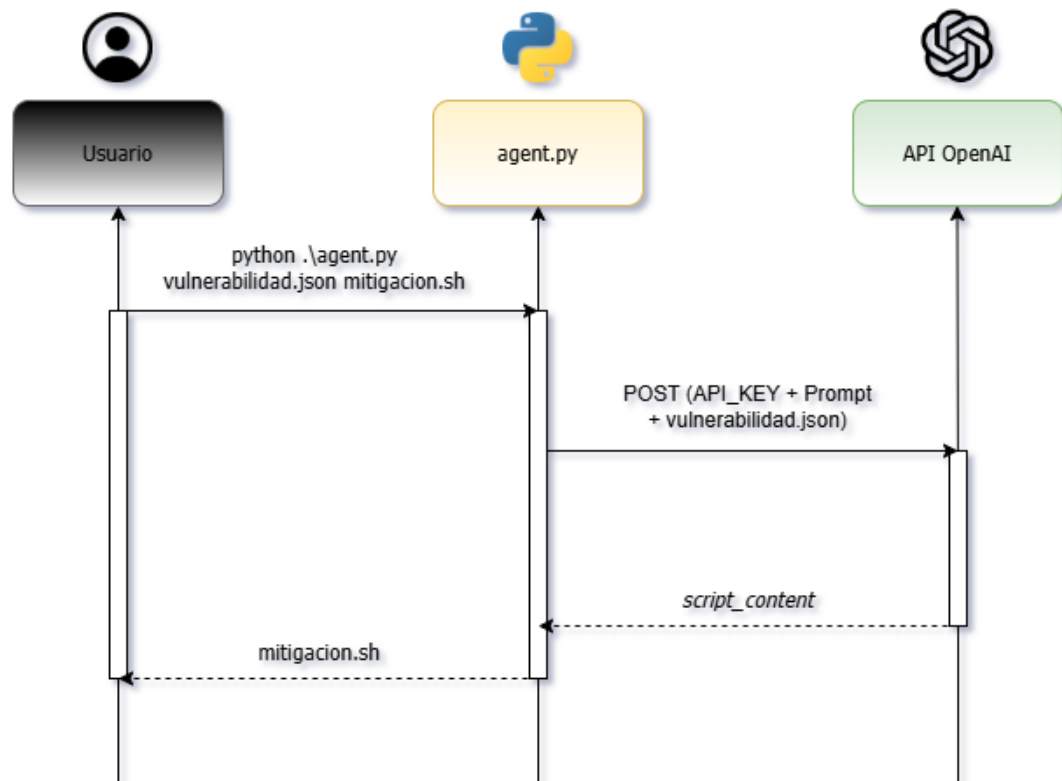 Usuario
agent.py
API OpenAI
python .\agent.py
vulnerabilidad.json mitigacion.sh
POST (API_KEY + Prompt
+ vulnerabilidad.json)
script_content
mitigacion.sh